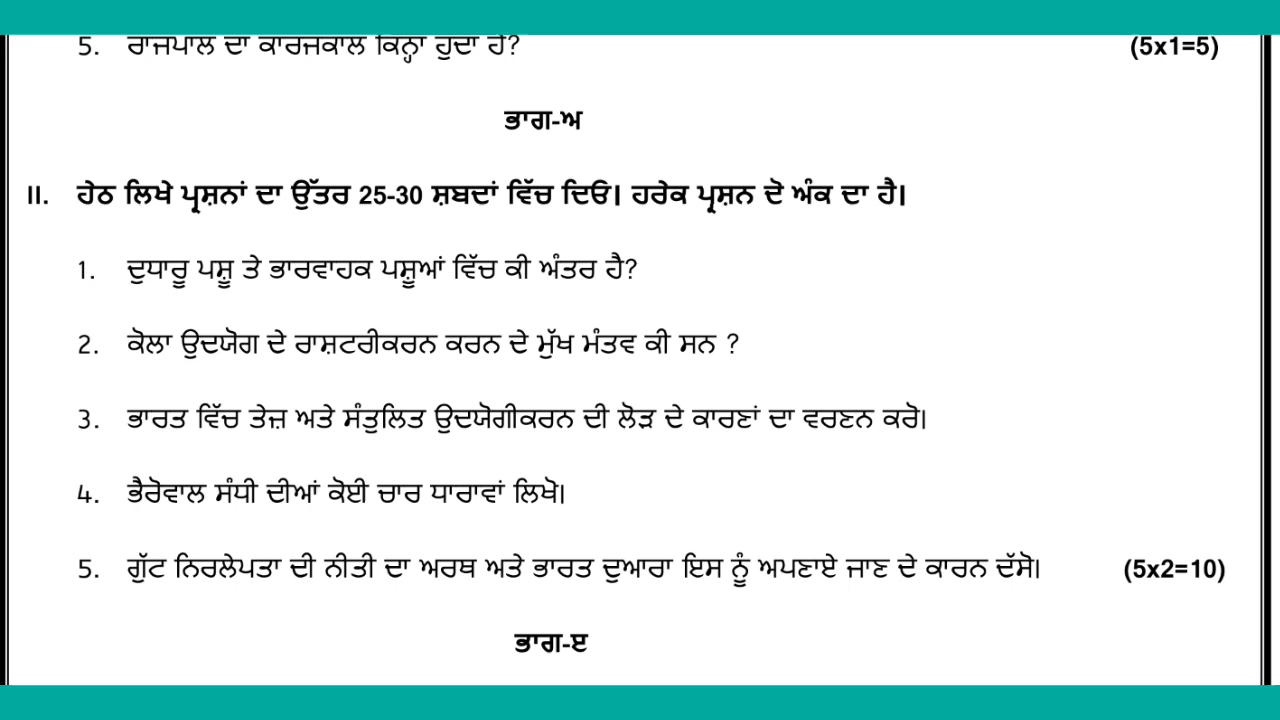 5. ਰਾਜਪਾਲ ਦਾ ਕਾਰਜਕਾਲ ਕਿਨ੍ਹਾ ਹੁੰਦਾ ਹੈ? (5x1=5)
ਭਾਗ-ਅ
II. ਹੇਠ ਲਿਖੇ ਪ੍ਰਸ਼ਨਾਂ ਦਾ ਉੱਤਰ 25-30 ਸ਼ਬਦਾਂ ਵਿੱਚ ਦਿਓ। ਹਰੇਕ ਪ੍ਰਸ਼ਨ ਦੋ ਅੰਕ ਦਾ ਹੈ।
1. ਦੁਧਾਰੂ ਪਸ਼ੂ ਤੇ ਭਾਰਵਾਹਕ ਪਸ਼ੂਆਂ ਵਿੱਚ ਕੀ ਅੰਤਰ ਹੈ?
2. ਕੋਲਾ ਉਦਯੋਗ ਦੇ ਰਾਸ਼ਟਰੀਕਰਨ ਕਰਨ ਦੇ ਮੁੱਖ ਮੰਤਵ ਕੀ ਸਨ ?
3. ਭਾਰਤ ਵਿੱਚ ਤੇਜ਼ ਅਤੇ ਸੰਤੁਲਿਤ ਉਦਯੋਗੀਕਰਨ ਦੀ ਲੋੜ ਦੇ ਕਾਰਣਾਂ ਦਾ ਵਰਣਨ ਕਰੋ।
4. ਭੈਰੋਵਾਲ ਸੰਧੀ ਦੀਆਂ ਕੋਈ ਚਾਰ ਧਾਰਾਵਾਂ ਲਿਖੋ।
5. ਗੁੱਟ ਨਿਰਲੇਪਤਾ ਦੀ ਨੀਤੀ ਦਾ ਅਰਥ ਅਤੇ ਭਾਰਤ ਦੁਆਰਾ ਇਸ ਨੂੰ ਅਪਣਾਏ ਜਾਣ ਦੇ ਕਾਰਨ ਦੱਸੋ। (5x2=10)
ਭਾਗ-ੲ